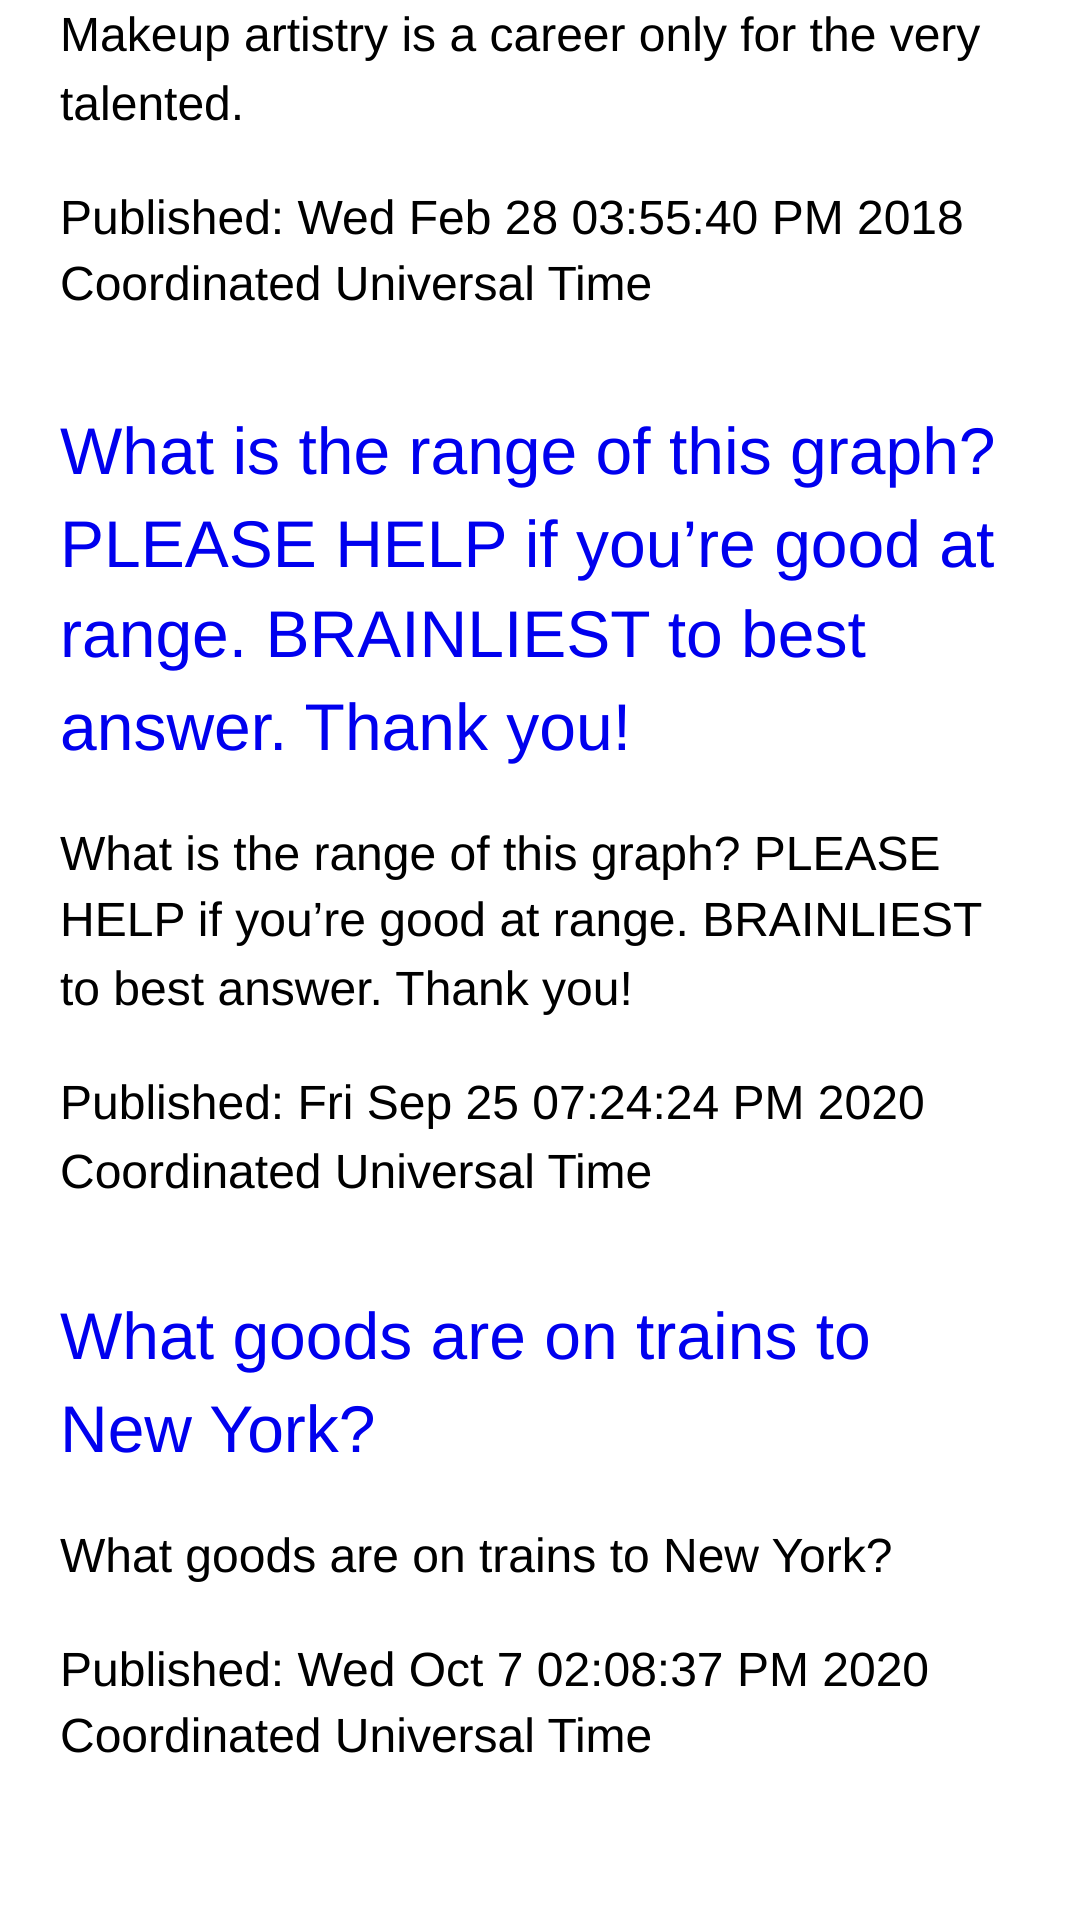 Makeup artistry is a career only for the very
talented.
Published: Wed Feb 28 03:55:40 PM 2018
Coordinated Universal Time
What is the range of this graph?
PLEASE HELP if you’re good at
range. BRAINLIEST to best
answer. Thank you!
What is the range of this graph? PLEASE
HELP if you’re good at range. BRAINLIEST
to best answer. Thank you!
Published: Fri Sep 25 07:24:24 PM 2020
Coordinated Universal Time
What goods are on trains to
New York?
What goods are on trains to New York?
Published: Wed Oct 7 02:08:37 PM 2020
Coordinated Universal Time